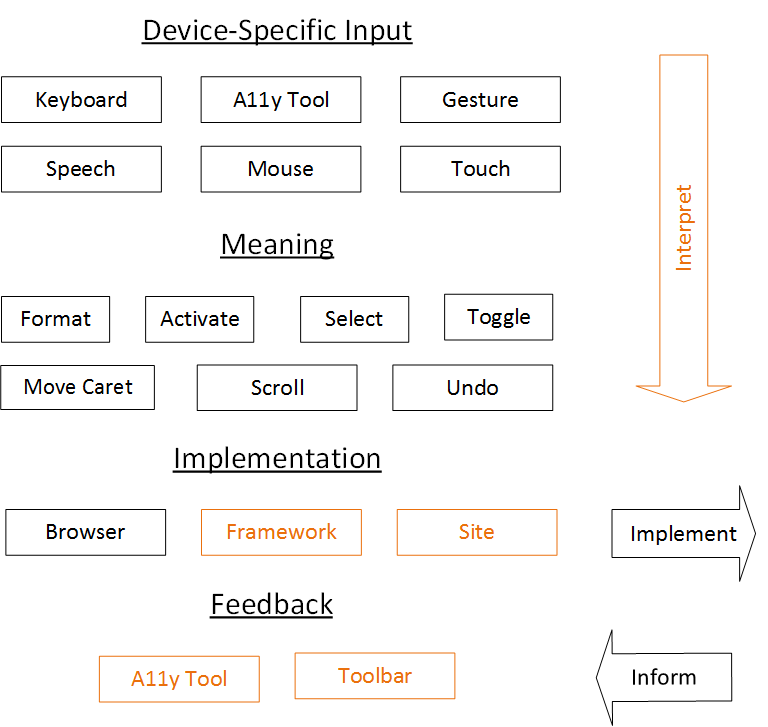 Device-Specific Input
Keyboard
A11y Tool
Gesture
Speech
Mouse
Touch
Interpret
Meaning
Format
Activate
Select
Toggle
Move Caret
Scroll
Undo
Implementation
Browser
Framework
Site
Implement
Feedback
A11y Tool
Toolbar
Inform